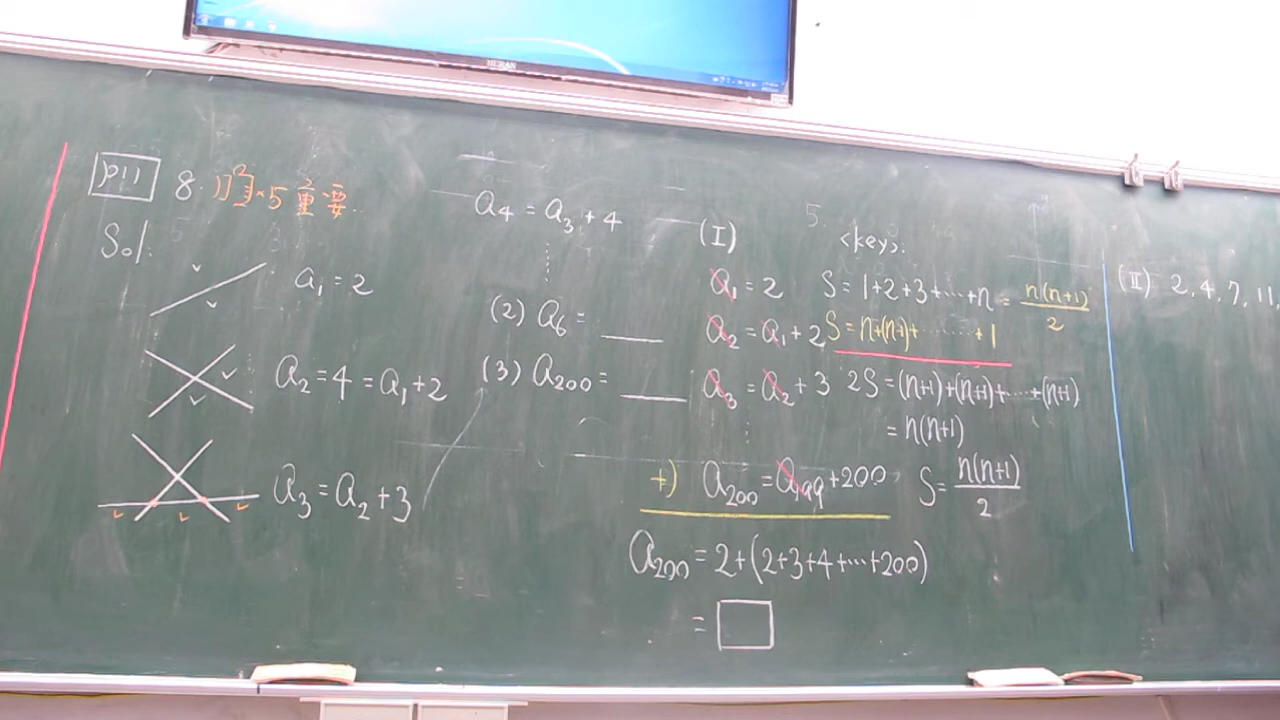 P11 8.
重要
Sol:
a₁ = 2
a₂ = 4 = a₁ + 2
a₃ = a₂ + 3
a₄ = a₃ + 4
⋮
(2) a₆ = ____
(3) a₂₀₀ = ____
(I)
a₁ = 2
a₂ = a₁ + 2
a₃ = a₂ + 3
⋮
+) a₂₀₀ = a₁₉₉ + 200
a₂₀₀ = 2+(2+3+4+⋯+200)
= □
5.
<key>:
S = 1+2+3+⋯+n = n(n+1)/2
S = n+(n-1)+⋯+1
2S = (n+1)+(n+1)+⋯+(n+1)
= n(n+1)
S = n(n+1)/2
(II) 2, 4, 7, 11
HERAN